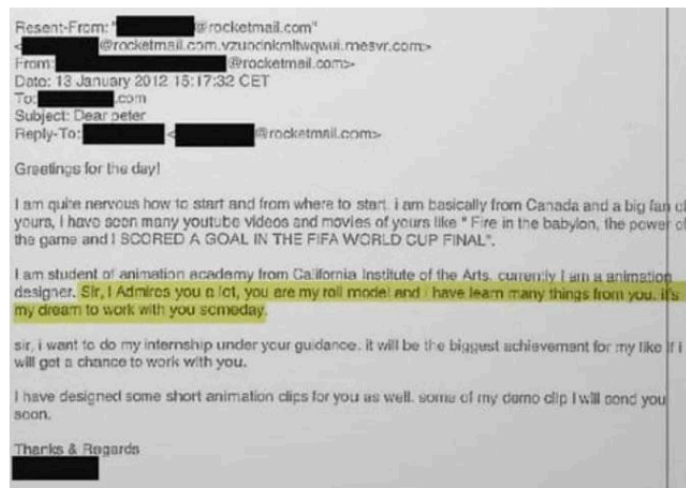 Resent-From: " @rocketmail.com"
< @rocketmail.com.vzuocinkmltwqwui.mesvr.com>
From: @rocketmail.com>
Date: 13 January 2012 15:17:32 CET
To: .com
Subject: Dear peter
Reply-To: < @rocketmail.com>
Greetings for the day!
I am quite nervous how to start and from where to start. i am basically from Canada and a big fan of
yours, I have seen many youtube videos and movies of yours like " Fire in the babylon, the power of
the game and I SCORED A GOAL IN THE FIFA WORLD CUP FINAL".
I am student of animation academy from California Institute of the Arts. currently I am a animation
designer. Sir, I Admires you a lot, you are my roll model and i have learn many things from you. it's
my dream to work with you someday.
sir, i want to do my internship under your guidance. it will be the biggest achievement for my like if i
will get a chance to work with you.
I have designed some short animation clips for you as well. some of my demo clip I will send you
soon.
Thanks & Regards